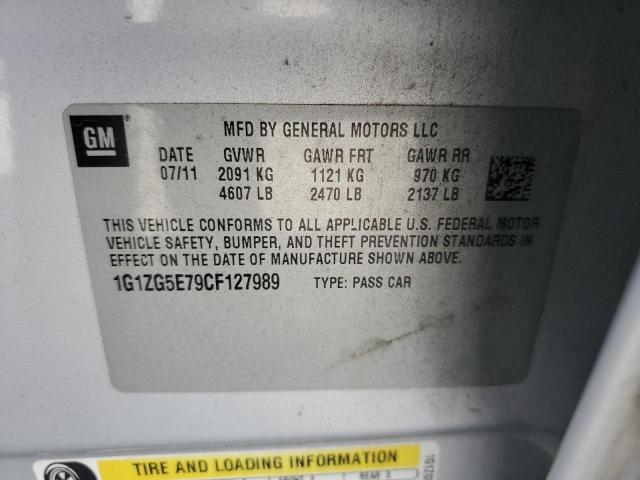 GM
MFD BY GENERAL MOTORS LLC
DATE GVWR GAWR FRT GAWR RR
07/11 2091 KG 1121 KG 970 KG
4607 LB 2470 LB 2137 LB
THIS VEHICLE CONFORMS TO ALL APPLICABLE U.S. FEDERAL MOTOR
VEHICLE SAFETY, BUMPER, AND THEFT PREVENTION STANDARDS IN
EFFECT ON THE DATE OF MANUFACTURE SHOWN ABOVE.
1G1ZG5E79CF127989 TYPE: PASS CAR
TIRE AND LOADING INFORMATION